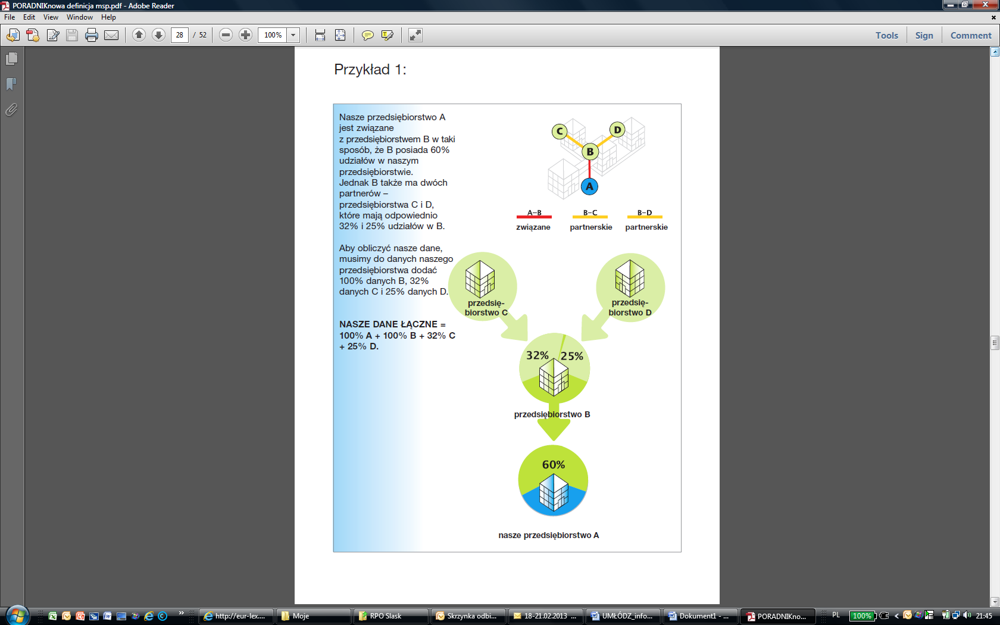 PORADNIKnowa definicja msp.pdf - Adobe Reader
File Edit View Window Help
28 / 52 100%
Tools Sign Comment
Przykład 1:
Nasze przedsiębiorstwo A
jest związane
z przedsiębiorstwem B w taki
sposób, że B posiada 60%
udziałów w naszym
przedsiębiorstwie.
Jednak B także ma dwóch
partnerów –
przedsiębiorstwa C i D,
które mają odpowiednio
32% i 25% udziałów w B.
Aby obliczyć nasze dane,
musimy do danych naszego
przedsiębiorstwa dodać
100% danych B, 32%
danych C i 25% danych D.
NASZE DANE ŁĄCZNE =
100% A + 100% B + 32% C
+ 25% D.
C
D
B
A
A–B
B–C
B–D
związane
partnerskie
partnerskie
przedsię-
biorstwo C
przedsię-
biorstwo D
32%
25%
przedsiębiorstwo B
60%
nasze przedsiębiorstwo A
http://eur-lex....
Moje
RPO Slask
Skrzynka odbi...
18-21.02.2013 ...
UMŁÓDZ_info...
Dokument1 - ...
PORADNIKno...
PL
100%
21:45